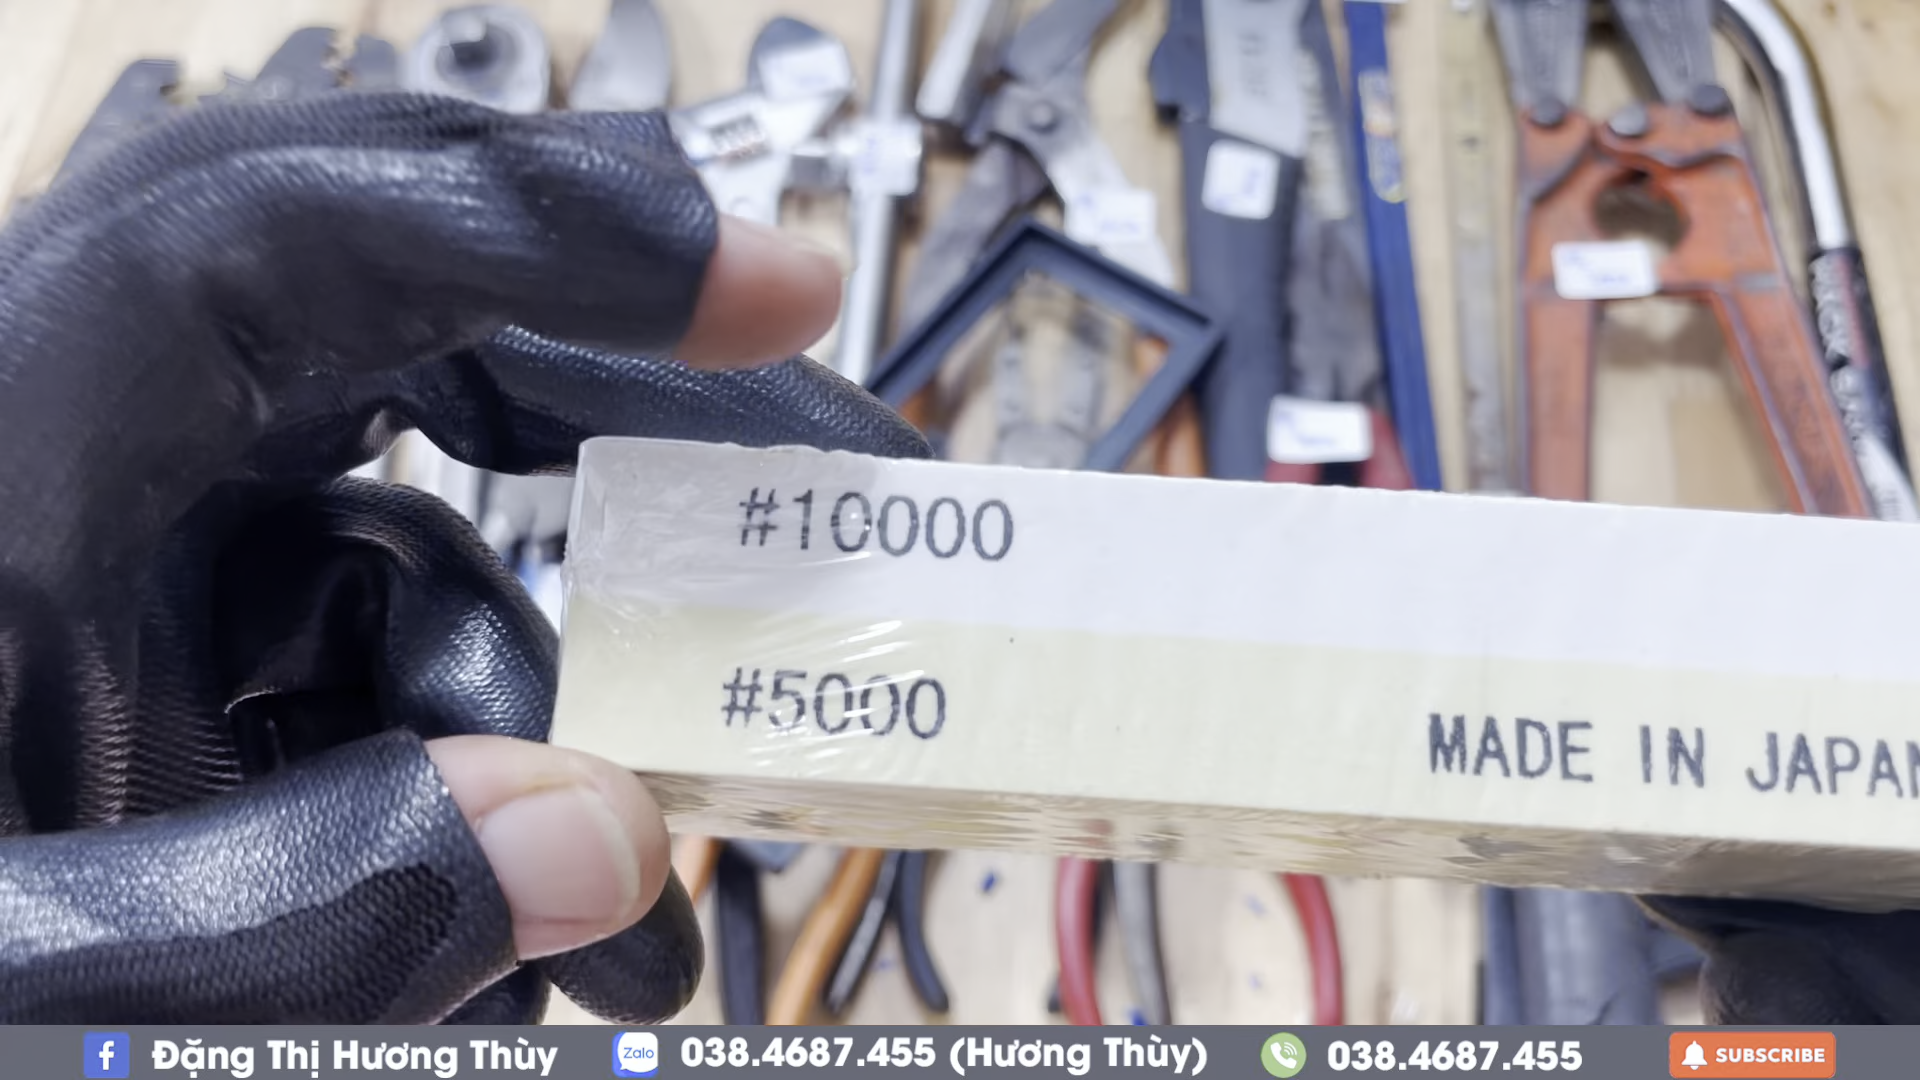 #10000
#5000
MADE IN JAPAN
Đặng Thị Hương Thùy
Zalo
038.4687.455 (Hương Thùy)
038.4687.455
SUBSCRIBE